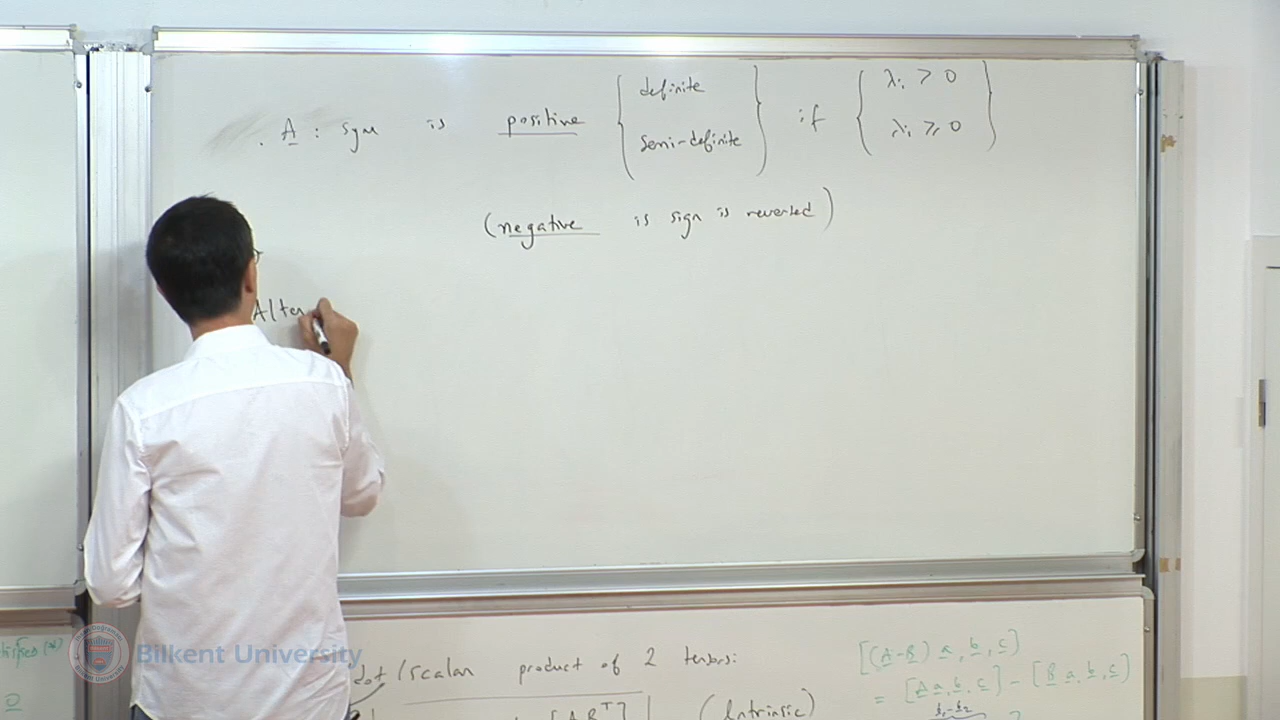 . A : sym is positive { definite semi-definite } if { λi > 0 λi ≥ 0 }
(negative is sign is reversed)
Alter
dot/scalar product of 2 tensors:
[A Bᵀ] (Intrinsic)
[(A-B) a, b, c]
= [A a, b, c] - [B a, b, c]
Bilkent University